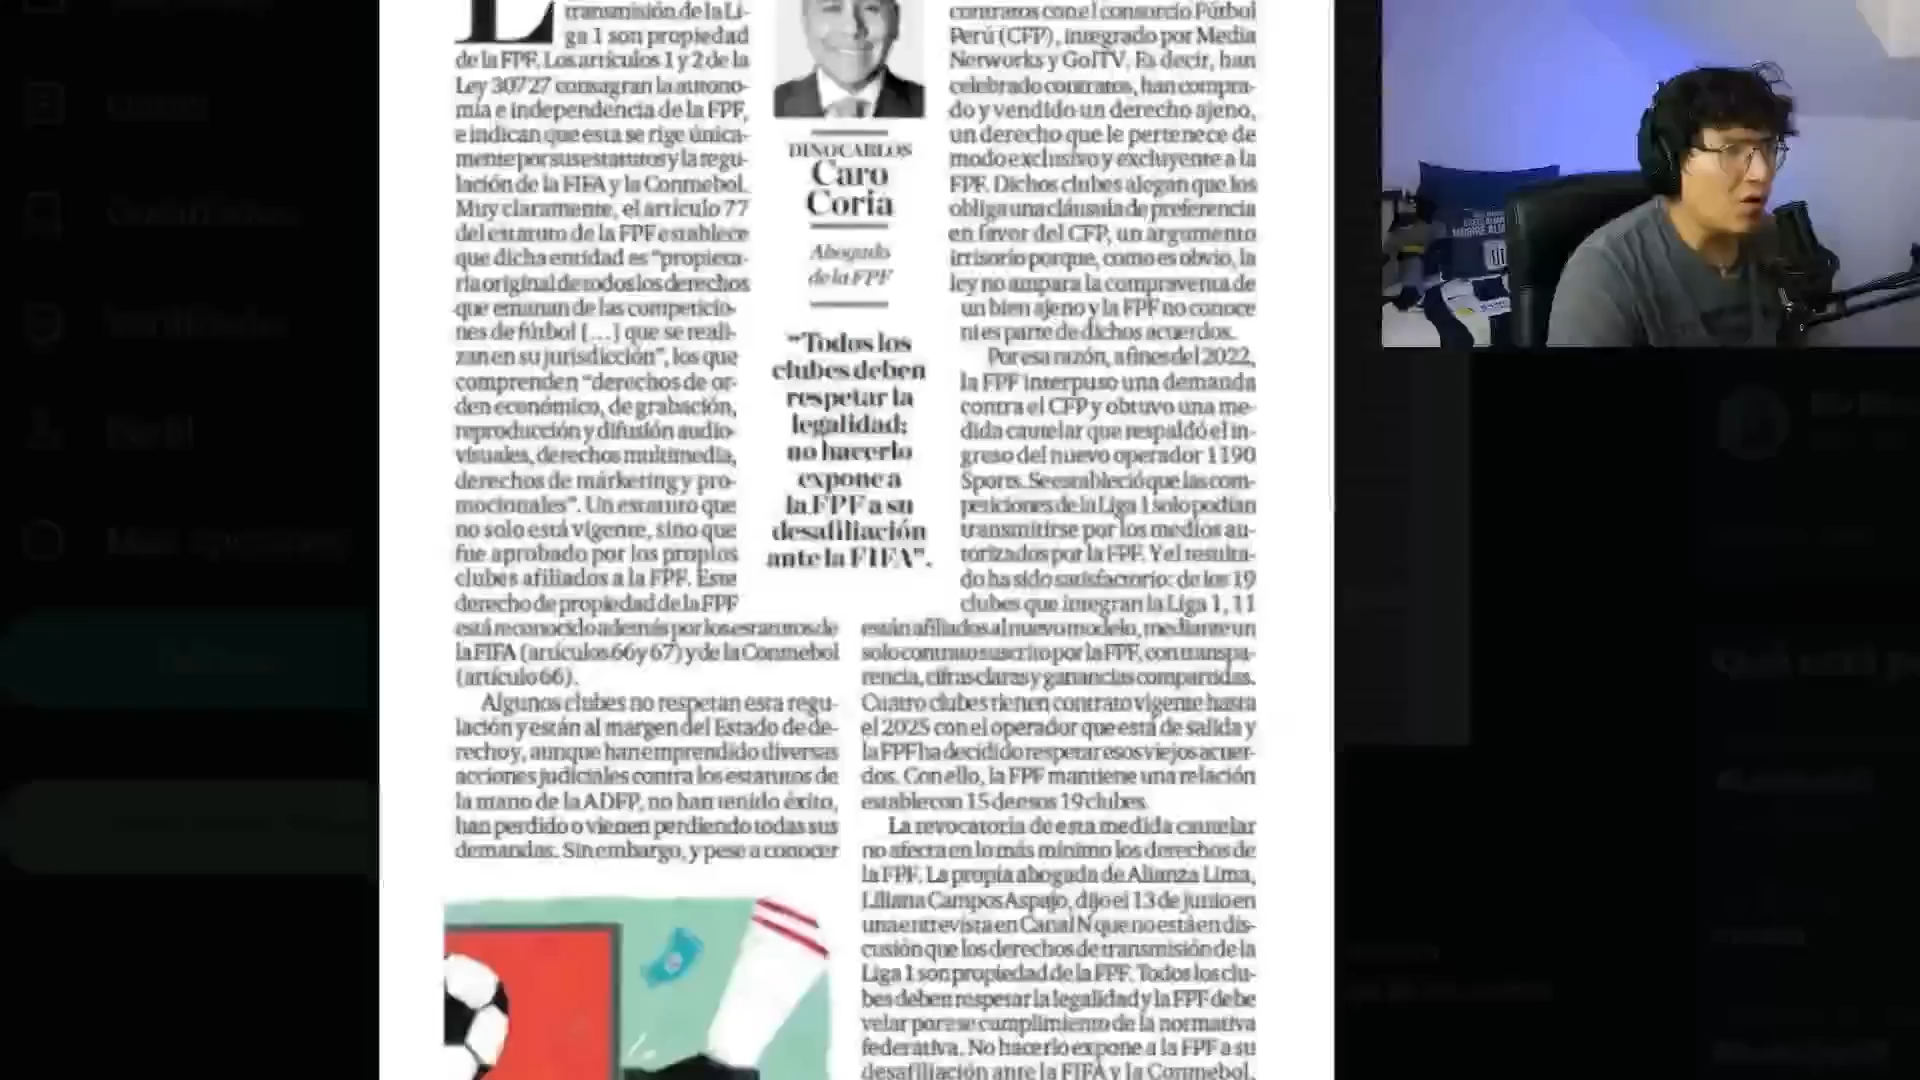 transmisión de la Li-
ga 1 son propiedad
de la FPF. Los artículos 1 y 2 de la
Ley 30727 consagran la autono-
mía e independencia de la FPF,
e indican que esta se rige única-
mente por sus estatutos y la regu-
lación de la FIFA y la Conmebol.
Muy claramente, el artículo 77
del estatuto de la FPF establece
que dicha entidad es “propieta-
ria original de todos los derechos
que emanan de las competicio-
nes de fútbol [...] que se reali-
zan en su jurisdicción”, los que
comprenden “derechos de or-
den económico, de grabación,
reproducción y difusión audio-
visuales, derechos multimedia,
derechos de márketing y pro-
mocionales”. Un estatuto que
no solo está vigente, sino que
fue aprobado por los propios
clubes afiliados a la FPF. Este
derecho de propiedad de la FPF
está reconocido además por los estatutos de
la FIFA (artículos 66 y 67) y de la Conmebol
(artículo 66).
Algunos clubes no respetan esta regu-
lación y están al margen del Estado de de-
recho y, aunque han emprendido diversas
acciones judiciales contra los estatutos de
la mano de la ADFP, no han tenido éxito,
han perdido o vienen perdiendo todas sus
demandas. Sin embargo, y pese a conocer
DINO CARLOS
Caro
Coria
Abogado
de la FPF
“Todos los
clubes deben
respetar la
legalidad;
no hacerlo
expone a
la FPF a su
desafiliación
ante la FIFA”.
contratos con el consorcio Fútbol
Perú (CFP), integrado por Media
Nerworks y GolTV. Es decir, han
celebrado contratos, han compra-
do y vendido un derecho ajeno,
un derecho que le pertenece de
modo exclusivo y excluyente a la
FPF. Dichos clubes alegan que los
obliga una cláusula de preferencia
en favor del CFP, un argumento
irrisorio porque, como es obvio, la
ley no ampara la compraventa de
un bien ajeno y la FPF no conoce
ni es parte de dichos acuerdos.
Por esa razón, a fines del 2022,
la FPF interpuso una demanda
contra el CFP y obtuvo una me-
dida cautelar que respaldó el in-
greso del nuevo operador 1190
Sports. Se estableció que las com-
peticiones de la Liga 1 solo podían
transmitirse por los medios au-
torizados por la FPF. Y el resulta-
do ha sido satisfactorio: de los 19
clubes que integran la Liga 1, 11
están afiliados al nuevo modelo, mediante un
solo contrato suscrito por la FPF, con transpa-
rencia, cifras claras y ganancias compartidas.
Cuatro clubes tienen contrato vigente hasta
el 2025 con el operador que está de salida y
la FPF ha decidido respetar esos viejos acuer-
dos. Con ello, la FPF mantiene una relación
estable con 15 de esos 19 clubes.
La revocatoria de esta medida cautelar
no afecta en lo más mínimo los derechos de
la FPF. La propia abogada de Alianza Lima,
Liliana Campos Aspajo, dijo el 13 de junio en
una entrevista en Canal N que no está en dis-
cusión que los derechos de transmisión de la
Liga 1 son propiedad de la FPF. Todos los clu-
bes deben respetar la legalidad y la FPF debe
velar por ese cumplimiento de la normativa
federativa. No hacerlo expone a la FPF a su
desafiliación ante la FIFA y la Conmebol,